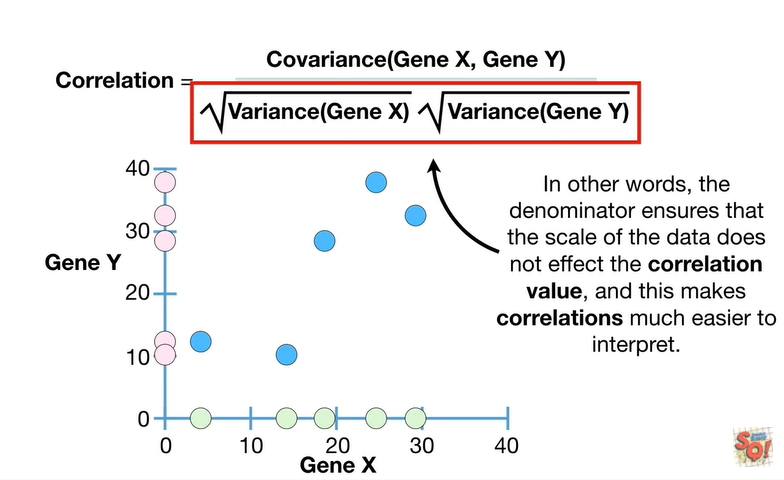 Covariance(Gene X, Gene Y)
Correlation =
√Variance(Gene X) √Variance(Gene Y)
In other words, the
denominator ensures that
the scale of the data does
not effect the correlation
value, and this makes
correlations much easier to
interpret.
40
30
Gene Y
20
10
0
0 10 20 30 40
Gene X
SQ!